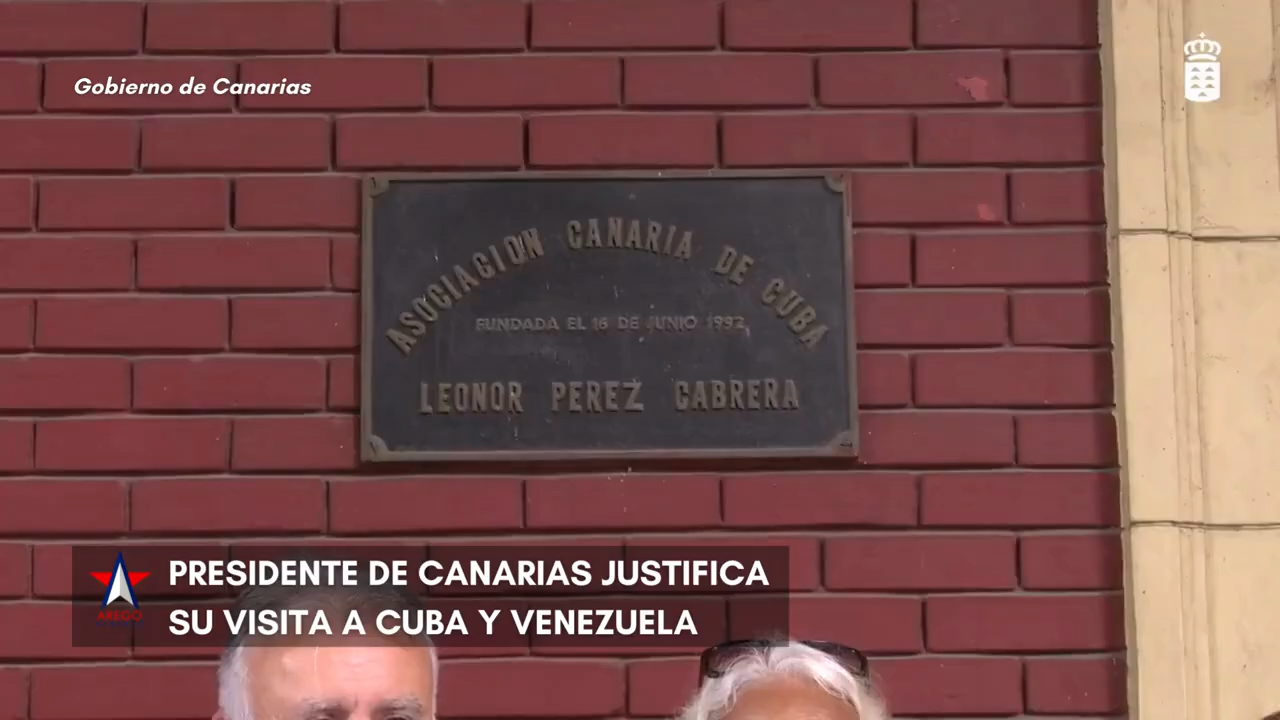 Gobierno de Canarias
ASOCIACION CANARIA DE CUBA
FUNDADA EL 16 DE JUNIO 1992
LEONOR PEREZ CABRERA
PRESIDENTE DE CANARIAS JUSTIFICA
SU VISITA A CUBA Y VENEZUELA
AREGO